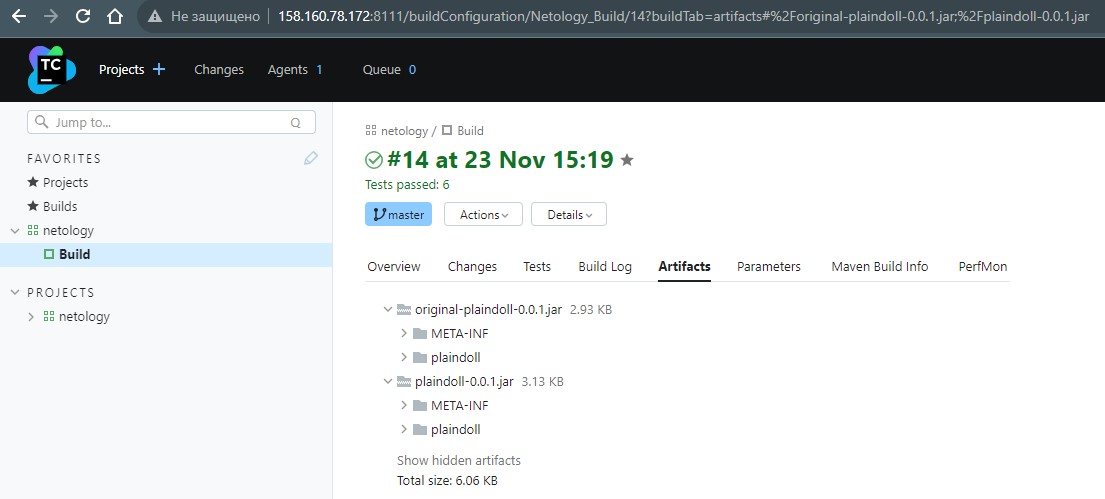 Не защищено 158.160.78.172:8111/buildConfiguration/Netology_Build/14?buildTab=artifacts#%2Foriginal-plaindoll-0.0.1.jar;%2Fplaindoll-0.0.1.jar
TC Projects + Changes Agents 1 Queue 0
Jump to... Q
FAVORITES
Projects
Builds
netology
Build
PROJECTS
netology
netology / Build
#14 at 23 Nov 15:19
Tests passed: 6
master Actions Details
Overview Changes Tests Build Log Artifacts Parameters Maven Build Info PerfMon
original-plaindoll-0.0.1.jar 2.93 KB
META-INF
plaindoll
plaindoll-0.0.1.jar 3.13 KB
META-INF
plaindoll
Show hidden artifacts
Total size: 6.06 KB